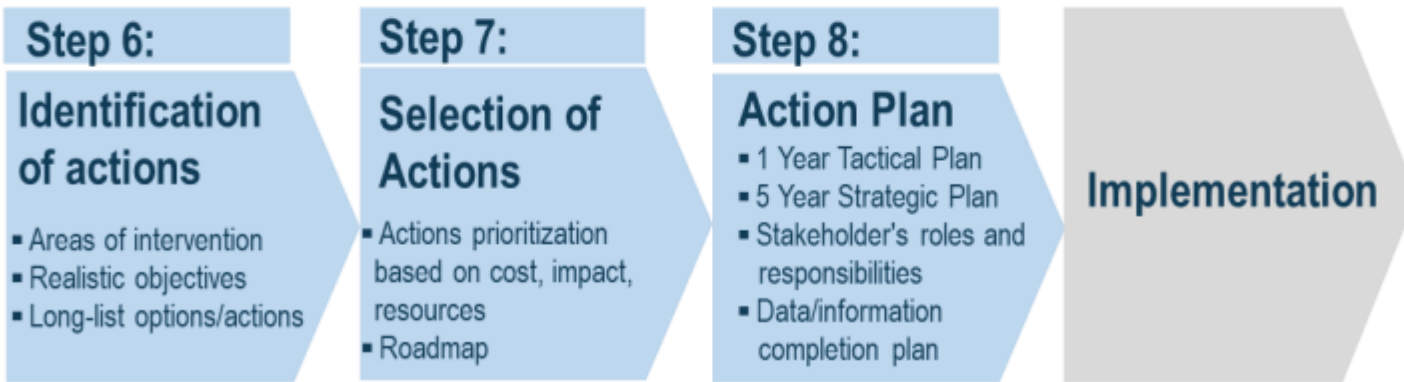 Step 6:
Identification
of actions
▪ Areas of intervention
▪ Realistic objectives
▪ Long-list options/actions
Step 7:
Selection of
Actions
▪ Actions prioritization
based on cost, impact,
resources
▪ Roadmap
Step 8:
Action Plan
▪ 1 Year Tactical Plan
▪ 5 Year Strategic Plan
▪ Stakeholder's roles and
responsibilities
▪ Data/information
completion plan
Implementation